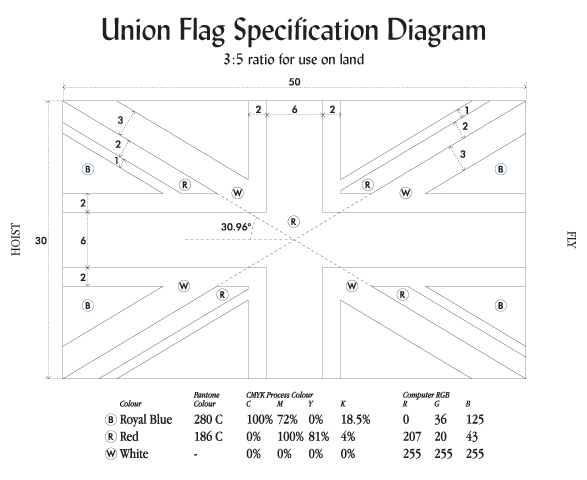 Union Flag Specification Diagram
3:5 ratio for use on land
50
2 6 2
3
2
1
1
2
3
B
B
R
W
R
W
2
R
30.96°
HOIST
30
6
FLY
2
W
R
W
R
B
B
Pantone CMYK Process Colour Computer RGB
Colour Colour C M Y K R G B
B Royal Blue 280 C 100% 72% 0% 18.5% 0 36 125
R Red 186 C 0% 100% 81% 4% 207 20 43
W White - 0% 0% 0% 0% 255 255 255